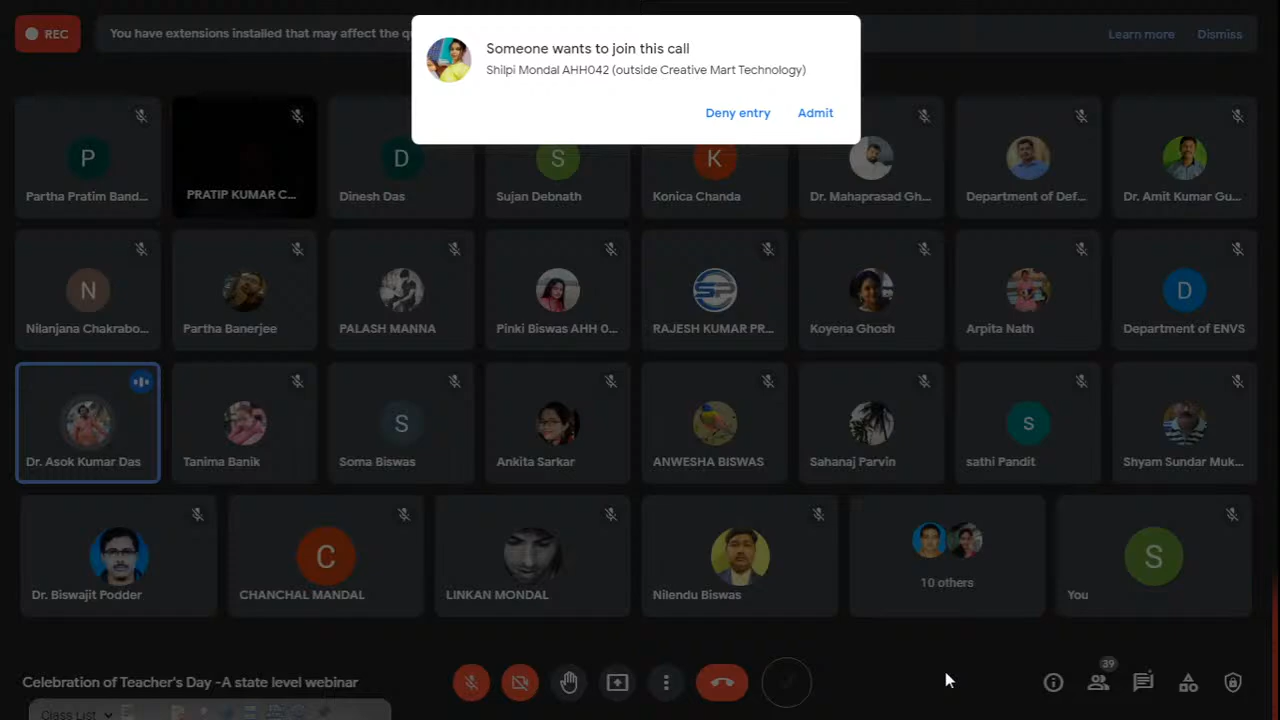 REC
You have extensions installed that may affect the qu
Learn more
Dismiss
Someone wants to join this call
Shilpi Mondal AHH042 (outside Creative Mart Technology)
Deny entry
Admit
P
Partha Pratim Band...
PRATIP KUMAR C...
D
Dinesh Das
S
Sujan Debnath
K
Konica Chanda
Dr. Mahaprasad Gh...
Department of Def...
Dr. Amit Kumar Gu...
N
Nilanjana Chakrabo...
Partha Banerjee
PALASH MANNA
Pinki Biswas AHH 0...
SP
RAJESH KUMAR PR...
Koyena Ghosh
Arpita Nath
D
Department of ENVS
Dr. Asok Kumar Das
Tanima Banik
S
Soma Biswas
Ankita Sarkar
ANWESHA BISWAS
Sahanaj Parvin
S
sathi Pandit
Shyam Sundar Muk...
Dr. Biswajit Podder
C
CHANCHAL MANDAL
LINKAN MONDAL
Nilendu Biswas
10 others
S
You
Celebration of Teacher's Day -A state level webinar
39
Class List